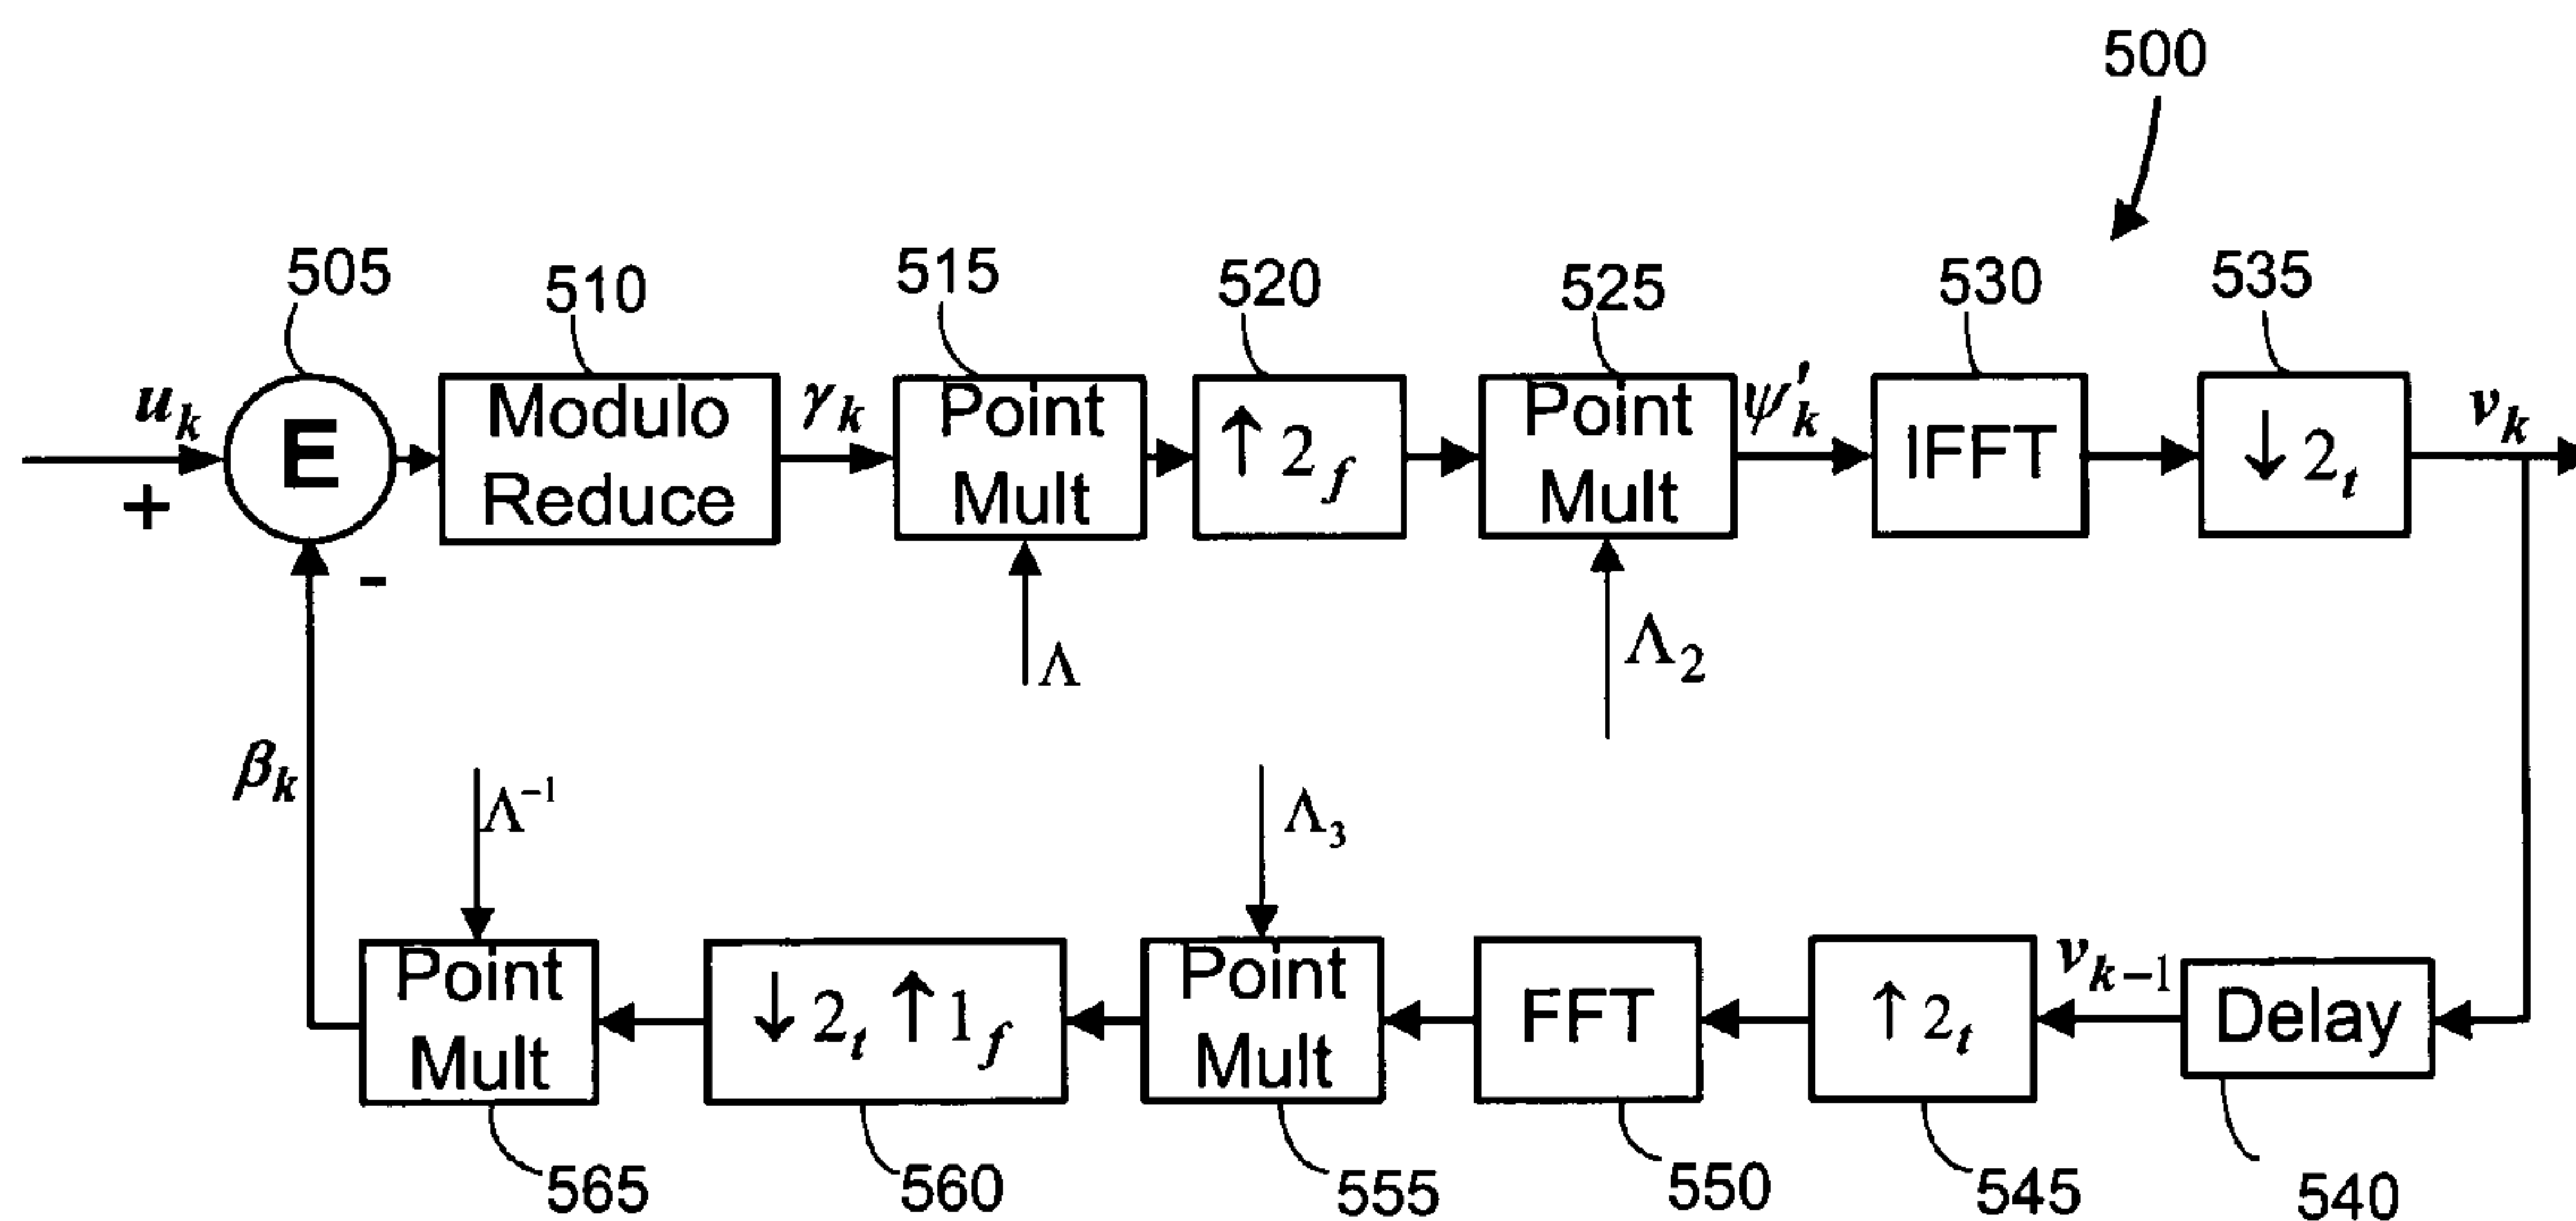 500
505
510
515
520
525
530
535
u_k
+
E
-
Modulo
Reduce
γ_k
Point
Mult
Λ
↑ 2_f
Point
Mult
Λ_2
ψ'_k
IFFT
↓ 2_t
v_k
β_k
Λ^{-1}
Point
Mult
↓ 2_t ↑ 1_f
Λ_3
Point
Mult
FFT
↑ 2_t
v_{k-1}
Delay
565
560
555
550
545
540